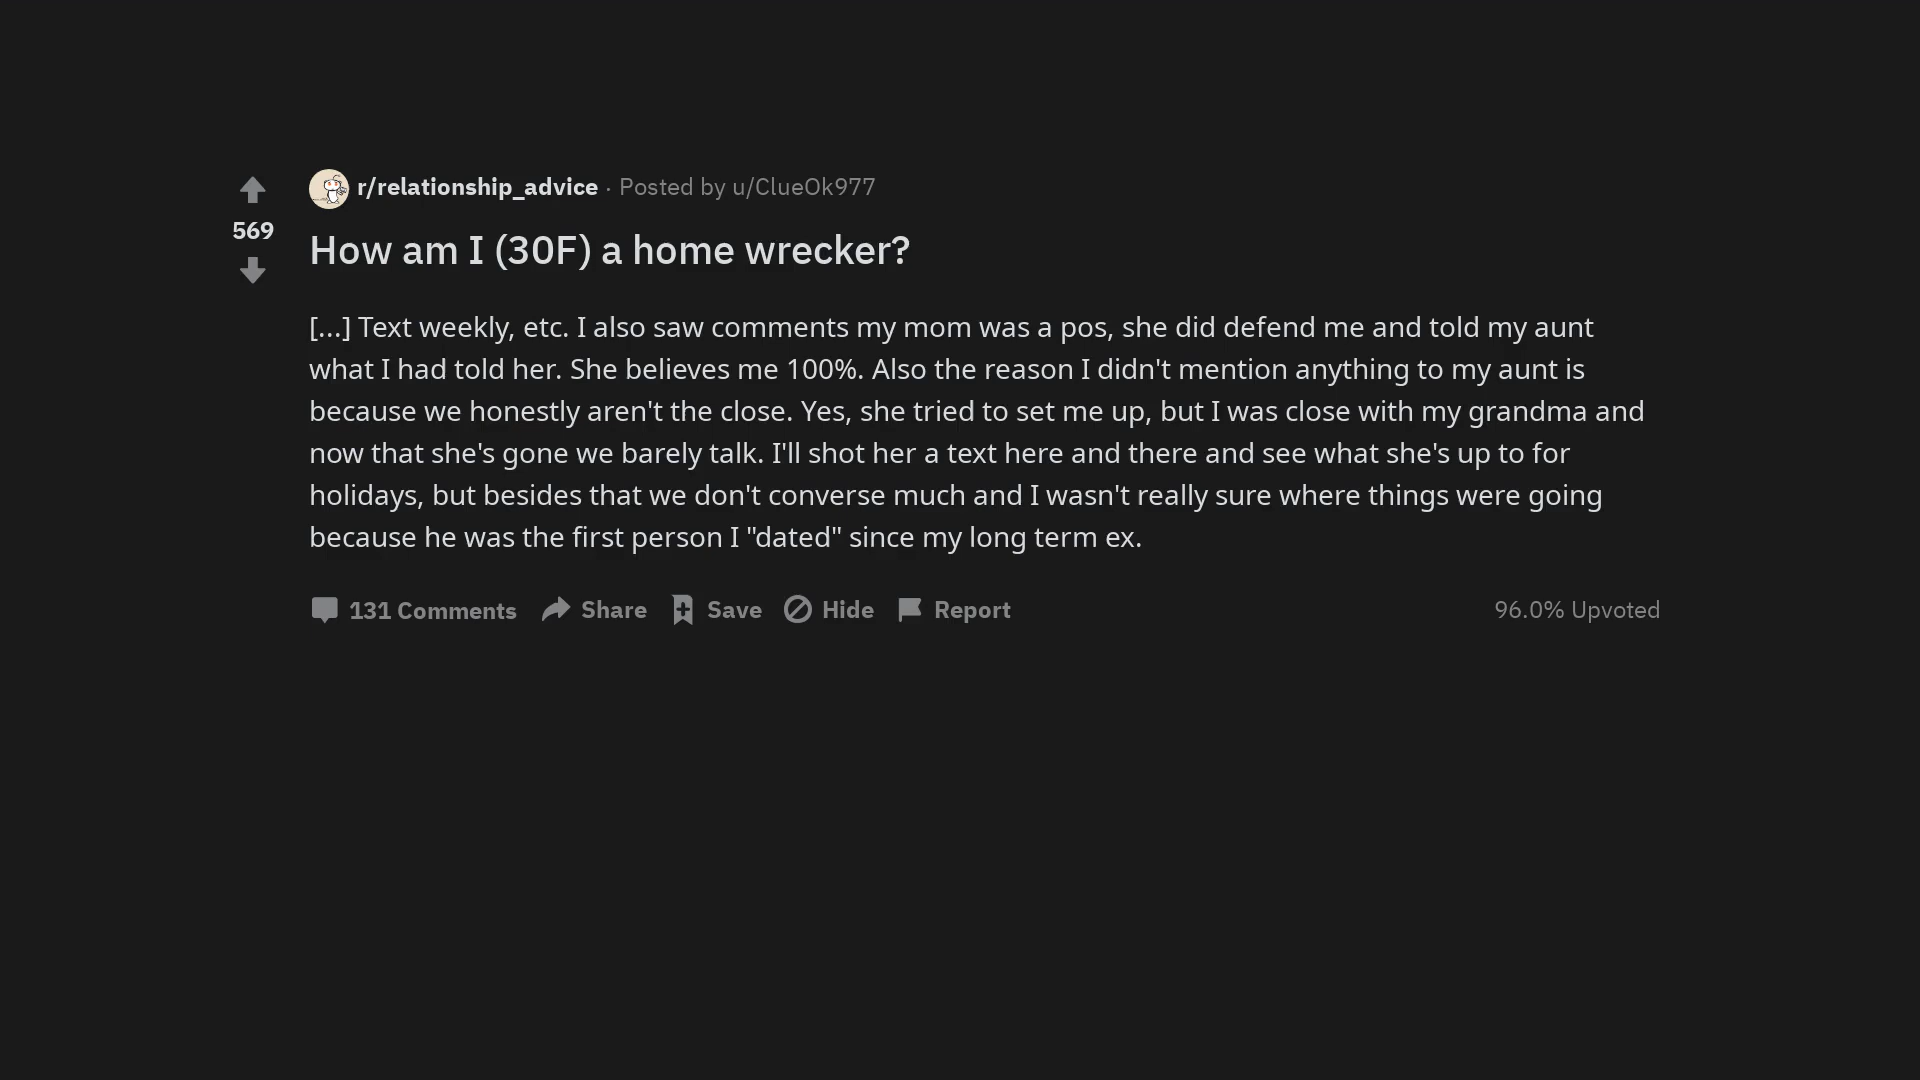 r/relationship_advice · Posted by u/ClueOk977
569
How am I (30F) a home wrecker?
[...] Text weekly, etc. I also saw comments my mom was a pos, she did defend me and told my aunt
what I had told her. She believes me 100%. Also the reason I didn't mention anything to my aunt is
because we honestly aren't the close. Yes, she tried to set me up, but I was close with my grandma and
now that she's gone we barely talk. I'll shot her a text here and there and see what she's up to for
holidays, but besides that we don't converse much and I wasn't really sure where things were going
because he was the first person I "dated" since my long term ex.
131 Comments Share Save Hide Report 96.0% Upvoted